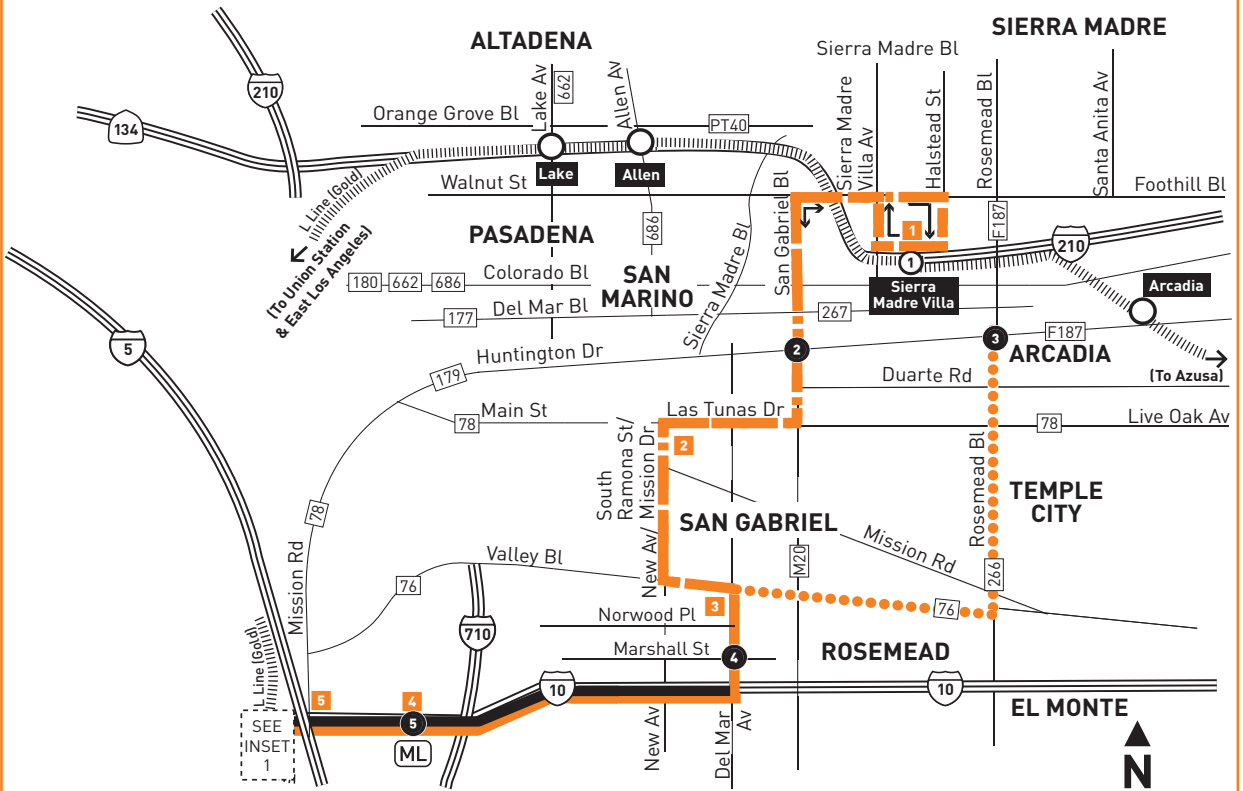 SIERRA MADRE
ALTADENA
Sierra Madre Bl
210
134
Lake Av
662
Allen Av
Orange Grove Bl
PT40
Sierra Madre
Villa Av
Halstead St
Rosemead Bl
Santa Anita Av
Lake
Allen
Walnut St
Foothill Bl
L Line (Gold)
(To Union Station
& East Los Angeles)
PASADENA
686
San Gabriel Bl
1
F187
210
1
Sierra
Madre Villa
Arcadia
180
662
686
Colorado Bl
SAN
MARINO
Sierra Madre Bl
177
Del Mar Bl
267
F187
5
Huntington Dr
2
3
ARCADIA
(To Azusa)
179
Duarte Rd
78
Main St
Las Tunas Dr
78
Live Oak Av
2
South
Ramona St/
New Av/ Mission Dr
Rosemead Bl
TEMPLE
CITY
78
SAN GABRIEL
Mission Rd
Mission Rd
Valley Bl
M20
266
76
3
76
710
Norwood Pl
Marshall St
4
ROSEMEAD
L Line (Gold)
10
10
5
4
5
ML
EL MONTE
SEE
INSET
1
New Av
Del Mar
Av
N